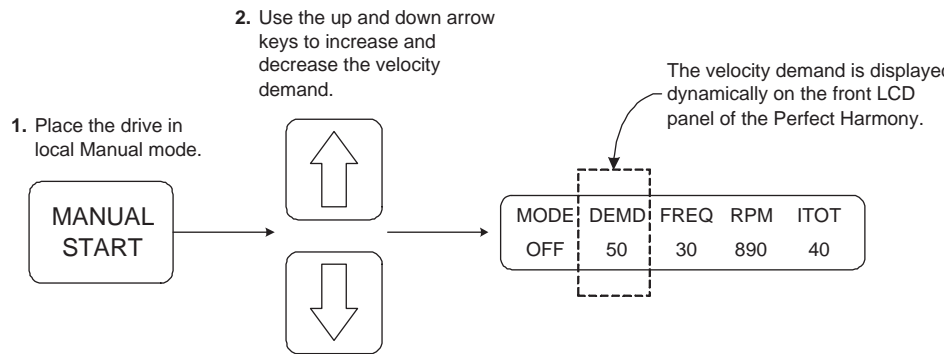 2. Use the up and down arrow
keys to increase and
decrease the velocity
demand.
The velocity demand is displayed
dynamically on the front LCD
panel of the Perfect Harmony.
1. Place the drive in
local Manual mode.
MANUAL
START
MODE DEMD FREQ RPM ITOT
OFF 50 30 890 40